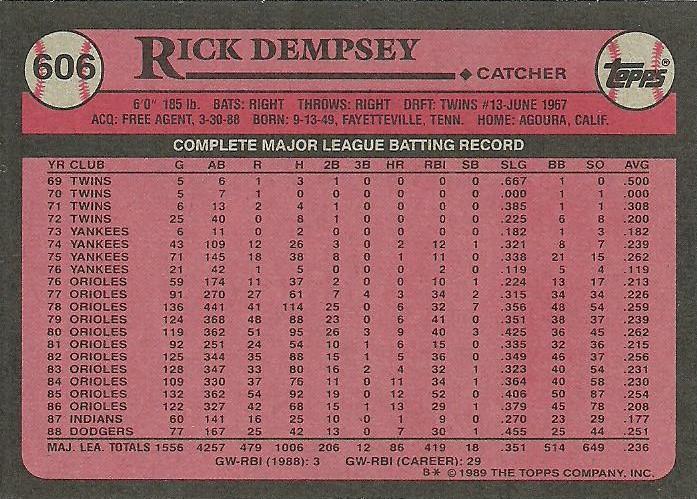 606
RICK DEMPSEY
CATCHER
TOPPS®
6'0" 185 lb. BATS: RIGHT THROWS: RIGHT DRFT: TWINS #13-JUNE 1967
ACQ: FREE AGENT, 3-30-88 BORN: 9-13-49, FAYETTEVILLE, TENN. HOME: AGOURA, CALIF.
COMPLETE MAJOR LEAGUE BATTING RECORD
YR CLUB G AB R H 2B 3B HR RBI SB SLG BB SO AVG
69 TWINS 5 6 1 3 1 0 0 0 0 .667 1 0 .500
70 TWINS 5 7 1 0 0 0 0 0 0 .000 1 1 .000
71 TWINS 6 13 2 4 1 0 0 0 0 .385 1 1 .308
72 TWINS 25 40 0 8 1 0 0 0 0 .225 6 8 .200
73 YANKEES 6 11 0 2 0 0 0 0 0 .182 1 3 .182
74 YANKEES 43 109 12 26 3 0 2 12 1 .321 8 7 .239
75 YANKEES 71 145 18 38 8 0 1 11 0 .338 21 15 .262
76 YANKEES 21 42 1 5 0 0 0 2 0 .119 5 4 .119
76 ORIOLES 59 174 11 37 2 0 0 10 1 .224 13 17 .213
77 ORIOLES 91 270 27 61 7 4 3 34 2 .315 34 34 .226
78 ORIOLES 136 441 41 114 25 0 6 32 7 .356 48 54 .259
79 ORIOLES 124 368 48 88 23 0 6 41 0 .351 38 37 .239
80 ORIOLES 119 362 51 95 26 3 9 40 3 .425 36 45 .262
81 ORIOLES 92 251 24 54 10 1 6 15 0 .335 32 36 .215
82 ORIOLES 125 344 35 88 15 1 5 36 0 .349 46 37 .256
83 ORIOLES 128 347 33 80 16 2 4 32 1 .323 40 54 .231
84 ORIOLES 109 330 37 76 11 0 11 34 1 .364 40 58 .230
85 ORIOLES 132 362 54 92 19 0 12 52 0 .406 50 87 .254
86 ORIOLES 122 327 42 68 15 1 13 29 1 .379 45 78 .208
87 INDIANS 60 141 16 25 10 0 1 9 0 .270 23 29 .177
88 DODGERS 77 167 25 42 13 0 7 30 1 .455 25 44 .251
MAJ. LEA. TOTALS 1556 4257 479 1006 206 12 86 419 18 .351 514 649 .236
GW-RBI (1988): 3 GW-RBI (CAREER): 29
8* ©1989 THE TOPPS COMPANY, INC.